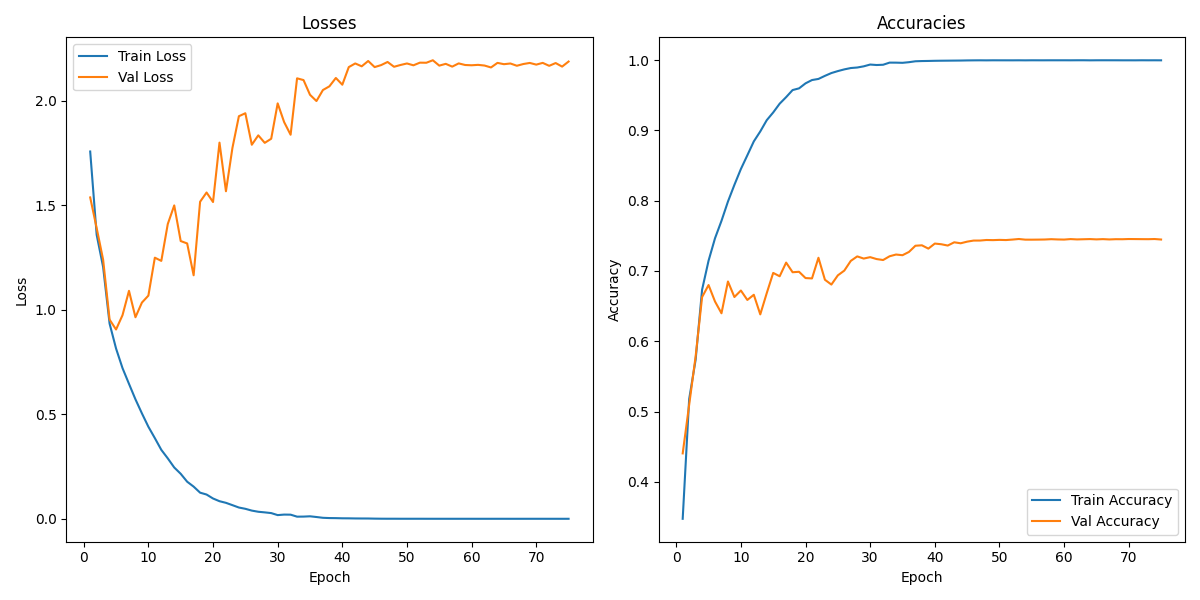 Losses
Train Loss
Val Loss
2.0
1.5
1.0
0.5
0.0
Loss
0 10 20 30 40 50 60 70
Epoch
Accuracies
1.0
0.9
0.8
0.7
0.6
0.5
0.4
Accuracy
Train Accuracy
Val Accuracy
0 10 20 30 40 50 60 70
Epoch